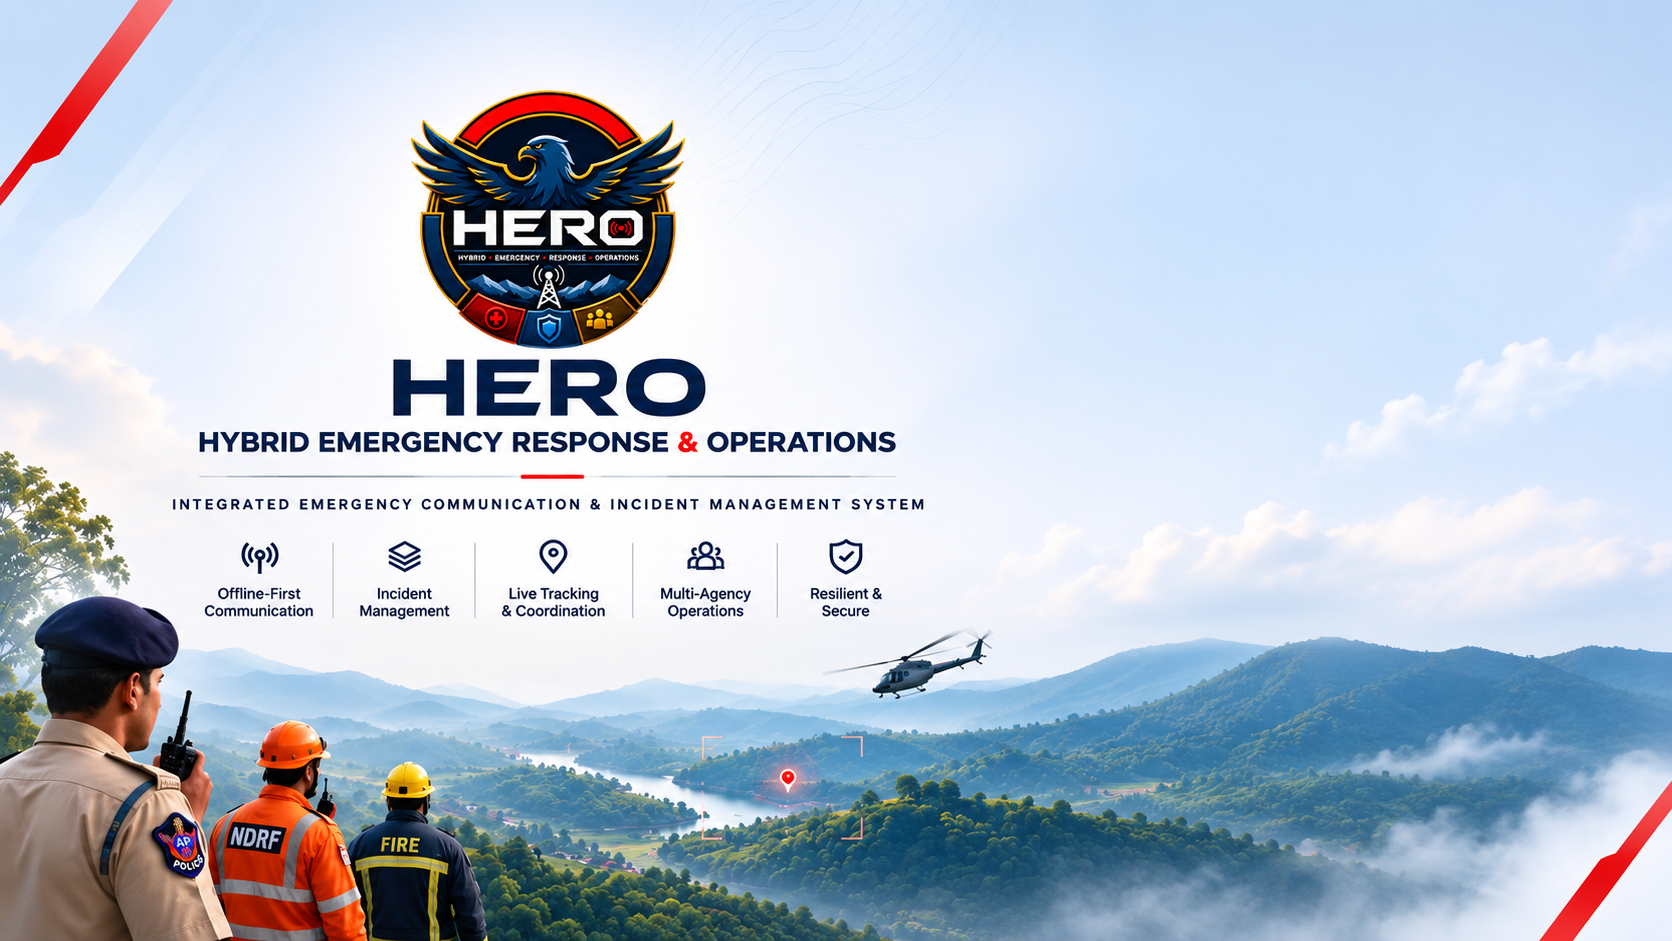 HERO
HYBRID • EMERGENCY • RESPONSE • OPERATIONS
HERO
HYBRID EMERGENCY RESPONSE & OPERATIONS
INTEGRATED EMERGENCY COMMUNICATION & INCIDENT MANAGEMENT SYSTEM
Offline-First
Communication
Incident
Management
Live Tracking
& Coordination
Multi-Agency
Operations
Resilient &
Secure
AP
POLICE
NDRF
FIRE